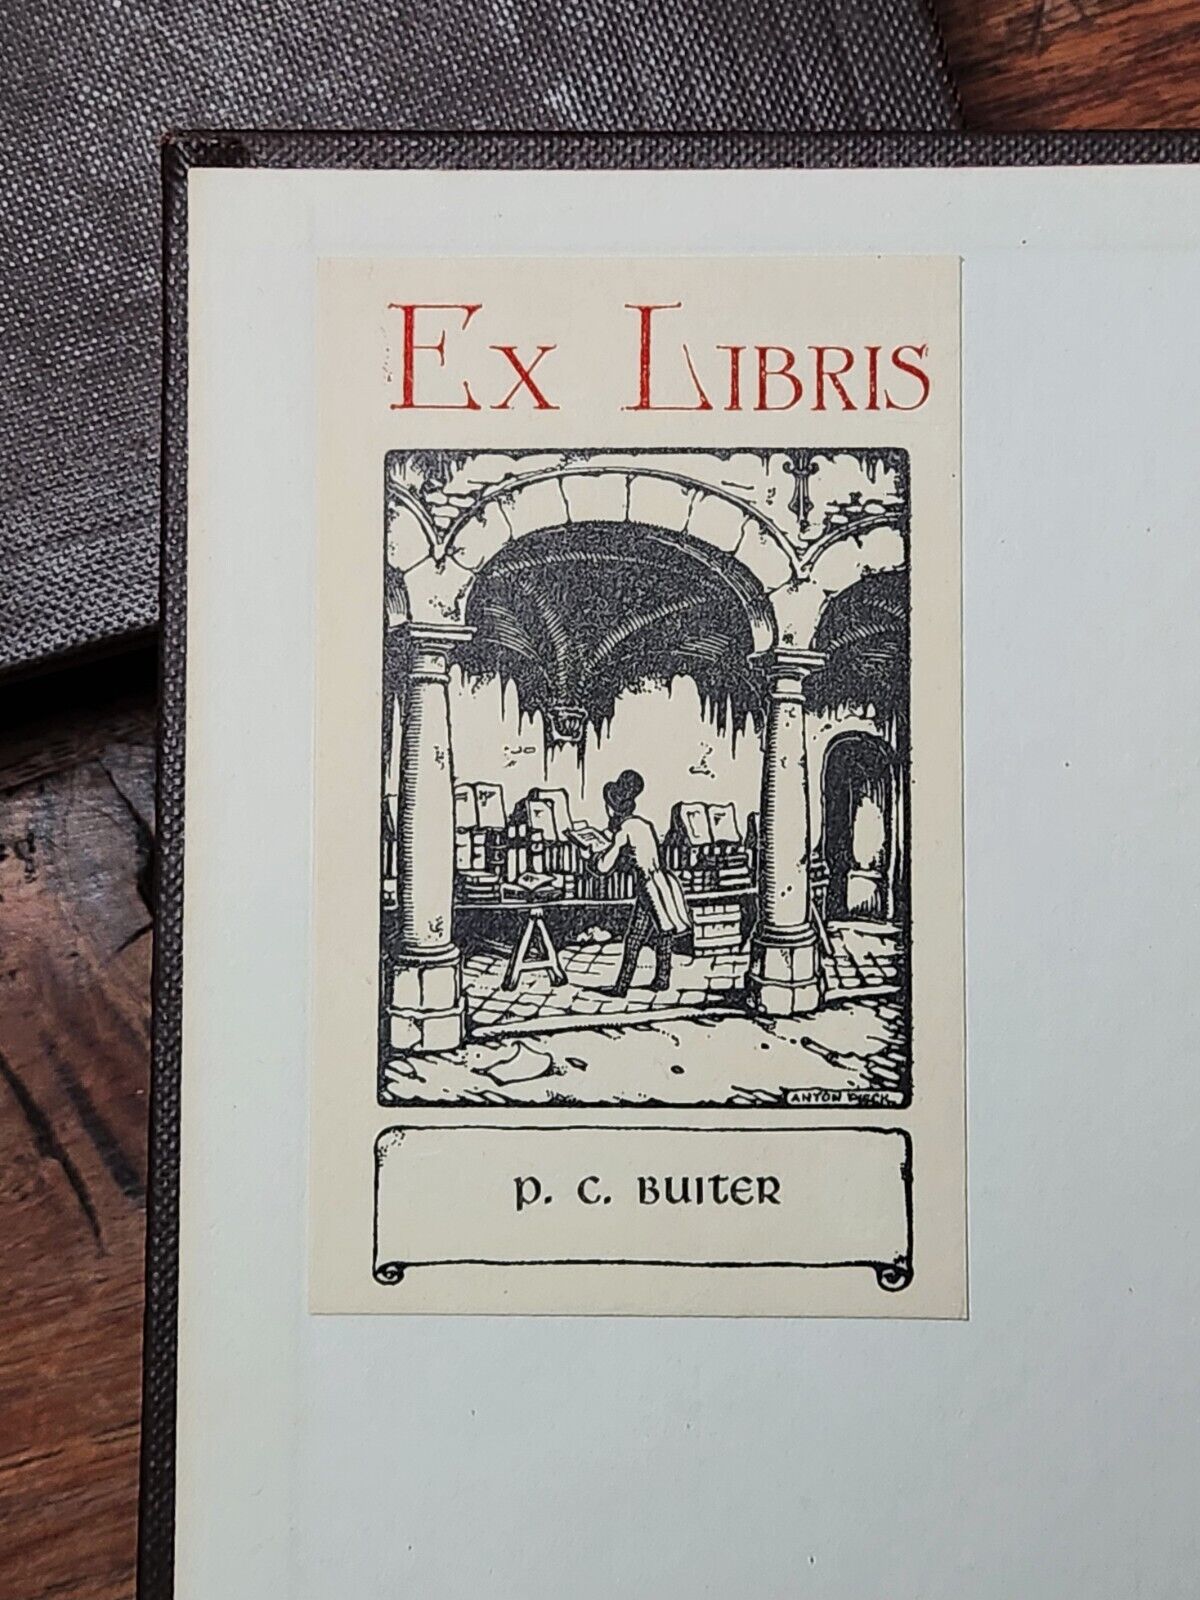 Ex Libris
ANTON PIECK
P. C. BUITER